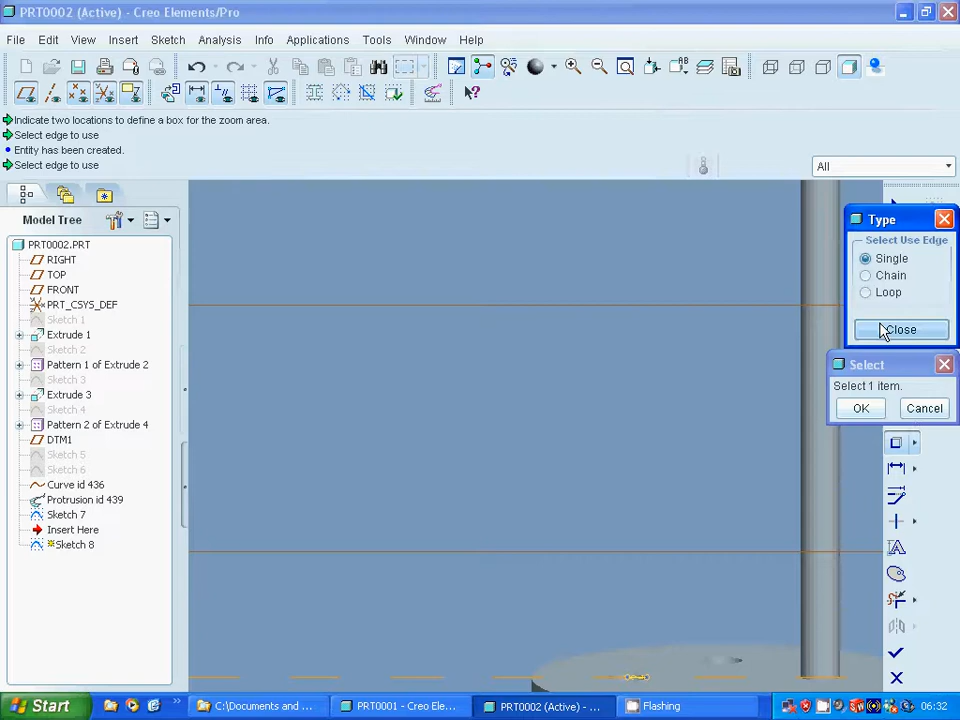 PRT0002 (Active) - Creo Elements/Pro
File Edit View Insert Sketch Analysis Info Applications Tools Window Help
Indicate two locations to define a box for the zoom area.
Select edge to use
Entity has been created.
Select edge to use
All
Model Tree
PRT0002.PRT
RIGHT
TOP
FRONT
PRT_CSYS_DEF
Sketch 1
Extrude 1
Sketch 2
Pattern 1 of Extrude 2
Sketch 3
Extrude 3
Sketch 4
Pattern 2 of Extrude 4
DTM1
Sketch 5
Sketch 6
Curve id 436
Protrusion id 439
Sketch 7
Insert Here
Sketch 8
Type
Select Use Edge
Single
Chain
Loop
Close
Select
Select 1 item.
OK Cancel
Start C:\Documents and ... PRT0001 - Creo Ele... PRT0002 (Active) - ... Flashing 06:32